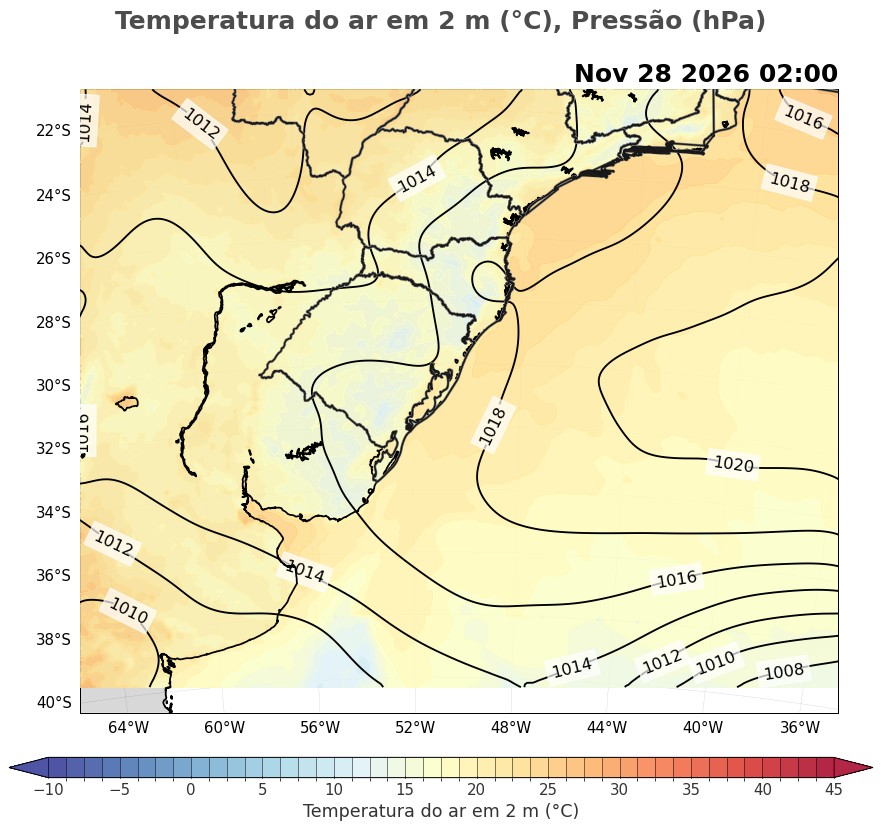 Temperatura do ar em 2 m (°C), Pressão (hPa)
Nov 28 2026 02:00
1014
1012
1014
1016
1018
1016
1018
1020
1012
1010
1014
1016
1014
1012
1010
1008
22°S
24°S
26°S
28°S
30°S
32°S
34°S
36°S
38°S
40°S
64°W 60°W 56°W 52°W 48°W 44°W 40°W 36°W
−10 −5 0 5 10 15 20 25 30 35 40 45
Temperatura do ar em 2 m (°C)